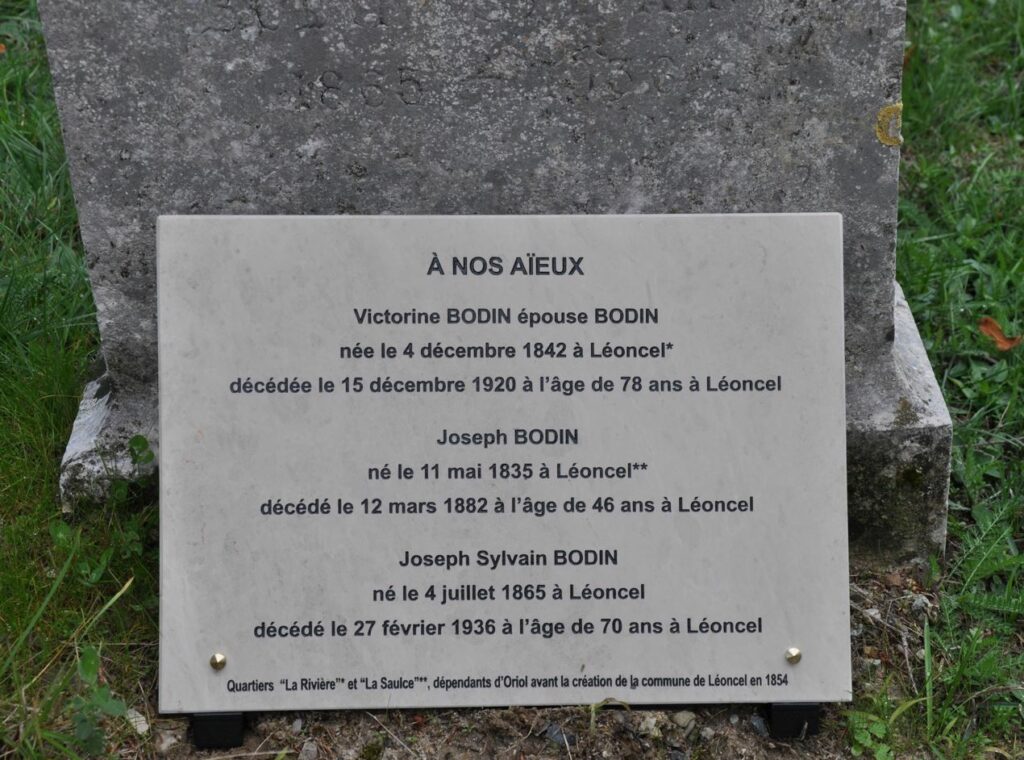 1865
À NOS AÏEUX
Victorine BODIN épouse BODIN
née le 4 décembre 1842 à Léoncel*
décédée le 15 décembre 1920 à l’âge de 78 ans à Léoncel
Joseph BODIN
né le 11 mai 1835 à Léoncel**
décédé le 12 mars 1882 à l’âge de 46 ans à Léoncel
Joseph Sylvain BODIN
né le 4 juillet 1865 à Léoncel
décédé le 27 février 1936 à l’âge de 70 ans à Léoncel
Quartiers “La Rivière”* et “La Saulce”**, dépendants d’Oriol avant la création de la commune de Léoncel en 1854